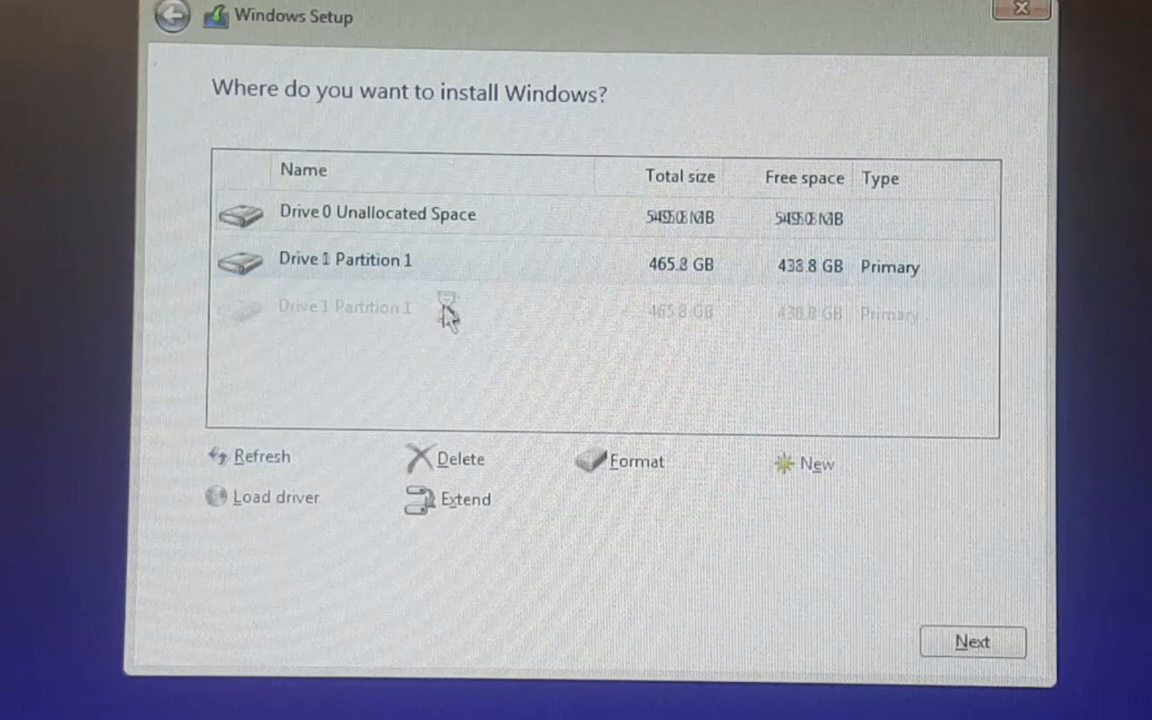 Windows Setup
Where do you want to install Windows?
Name Total size Free space Type
Drive 0 Unallocated Space
Drive 1 Partition 1 465.8 GB 438.8 GB Primary
Drive 1 Partition 1 465.8 GB 438.8 GB Primary
Refresh Delete Format New
Load driver Extend
Next